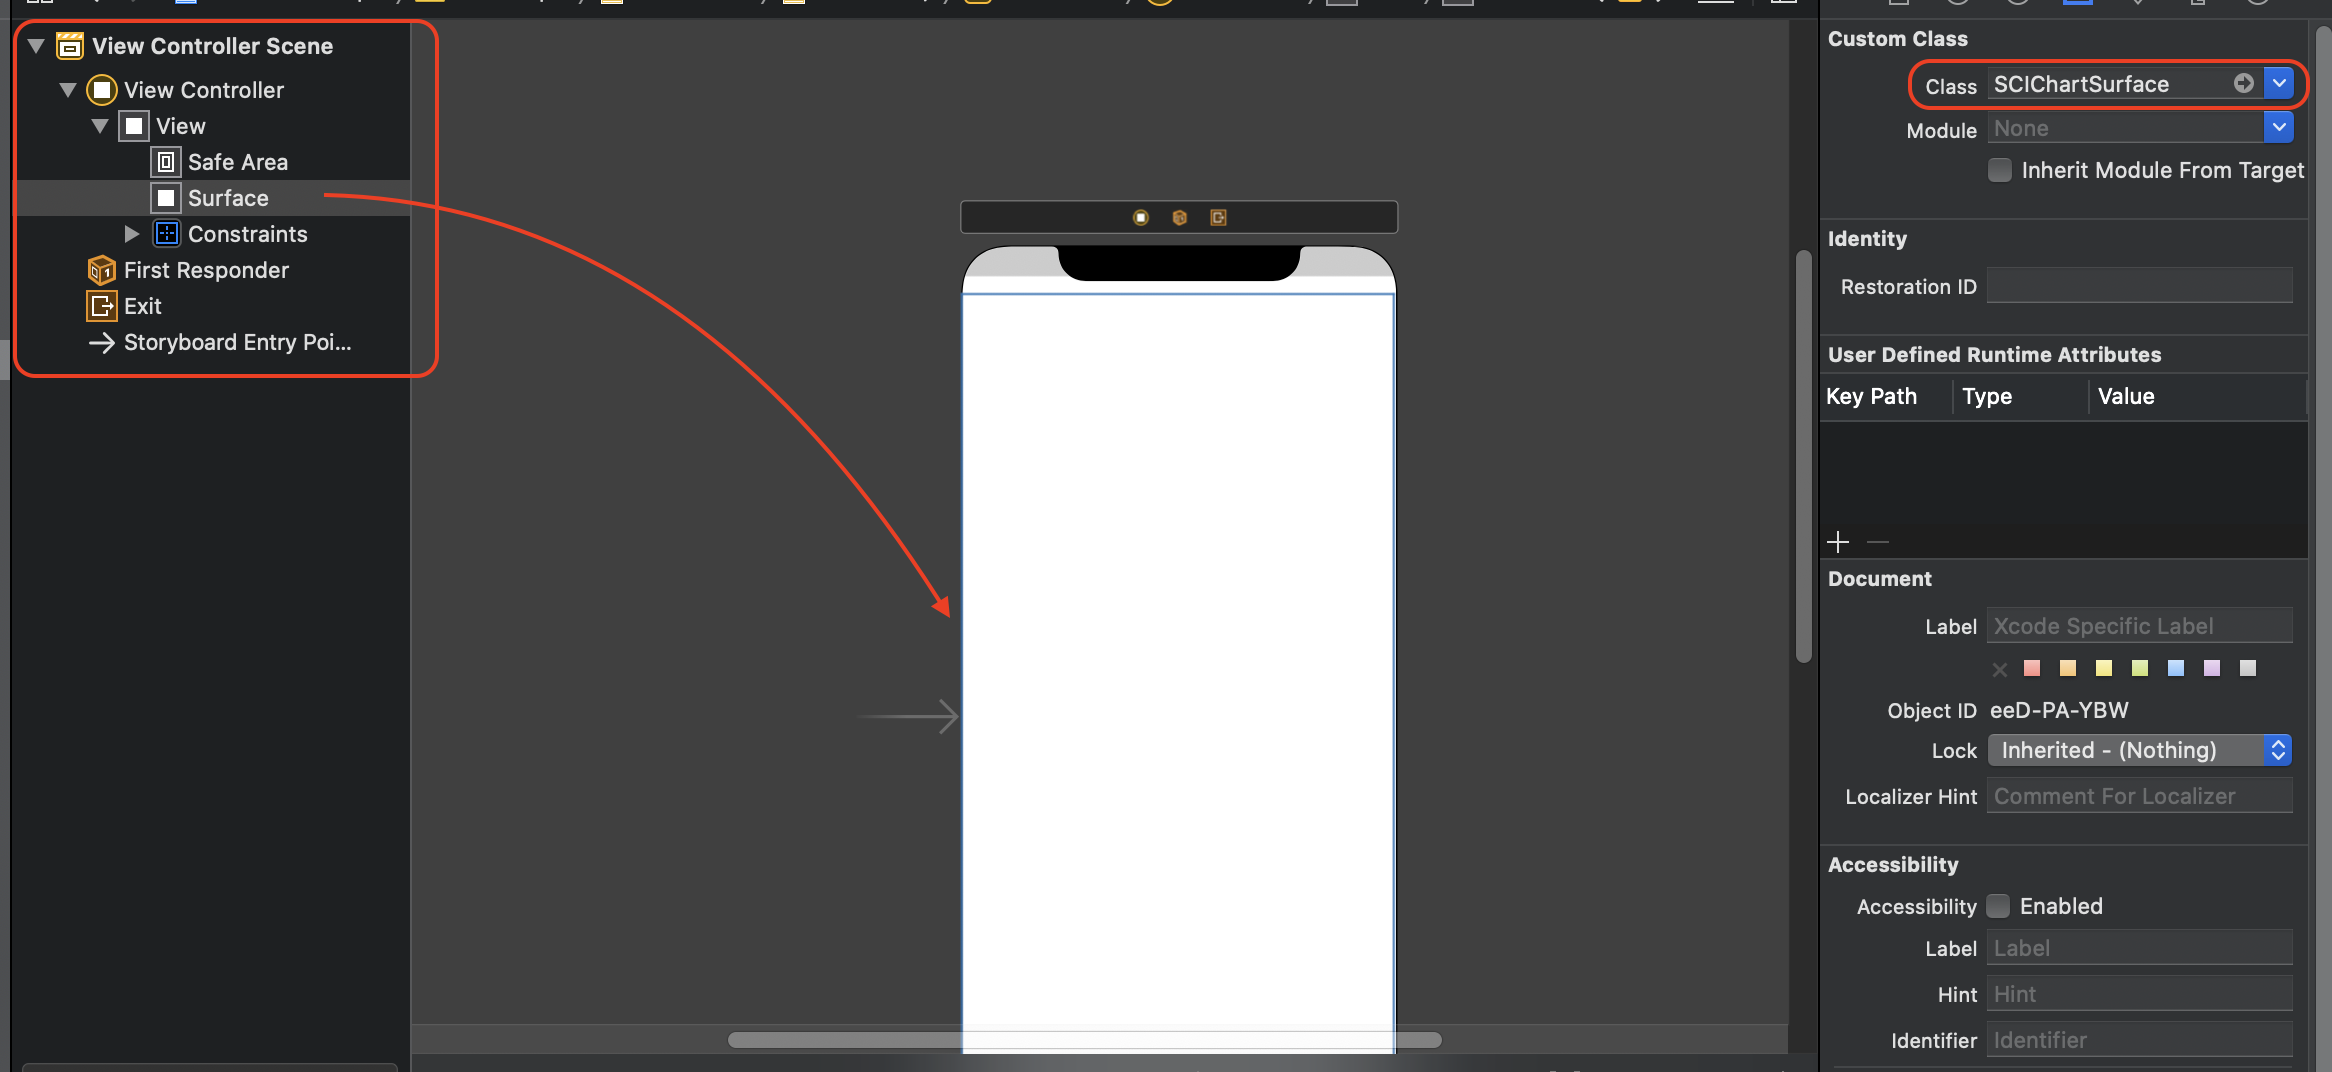 View Controller Scene
View Controller
View
Safe Area
Surface
Constraints
First Responder
Exit
Storyboard Entry Poi...
Custom Class
Class SCIChartSurface
Module None
Inherit Module From Target
Identity
Restoration ID
User Defined Runtime Attributes
Key Path Type Value
Document
Label Xcode Specific Label
Object ID eeD-PA-YBW
Lock Inherited - (Nothing)
Localizer Hint Comment For Localizer
Accessibility
Accessibility Enabled
Label Label
Hint Hint
Identifier Identifier